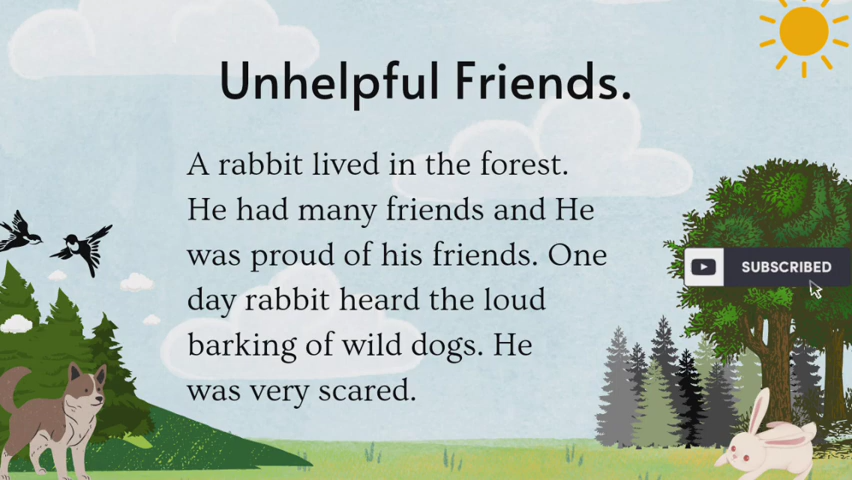 Unhelpful Friends.
A rabbit lived in the forest.
He had many friends and He
was proud of his friends. One
day rabbit heard the loud
barking of wild dogs. He
was very scared.
SUBSCRIBED